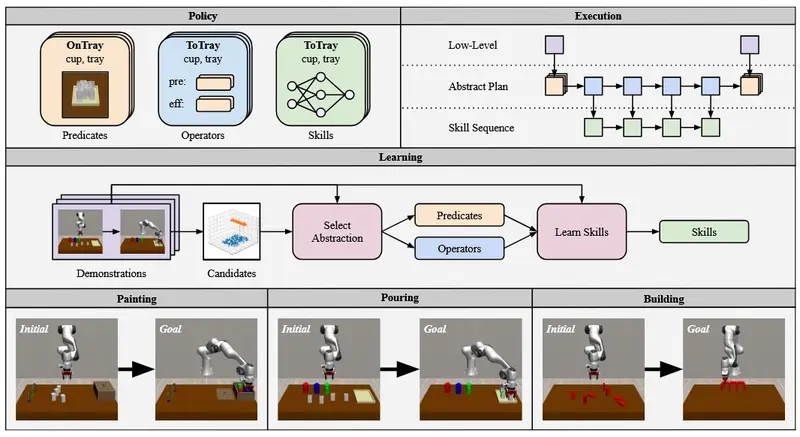 Policy
OnTray
cup, tray
Predicates
ToTray
cup, tray
pre:
eff:
Operators
ToTray
cup, tray
Skills
Execution
Low-Level
Abstract Plan
Skill Sequence
Learning
Demonstrations
Candidates
Select
Abstraction
Predicates
Operators
Learn Skills
Skills
Painting
Initial
Goal
Pouring
Initial
Goal
Building
Initial
Goal